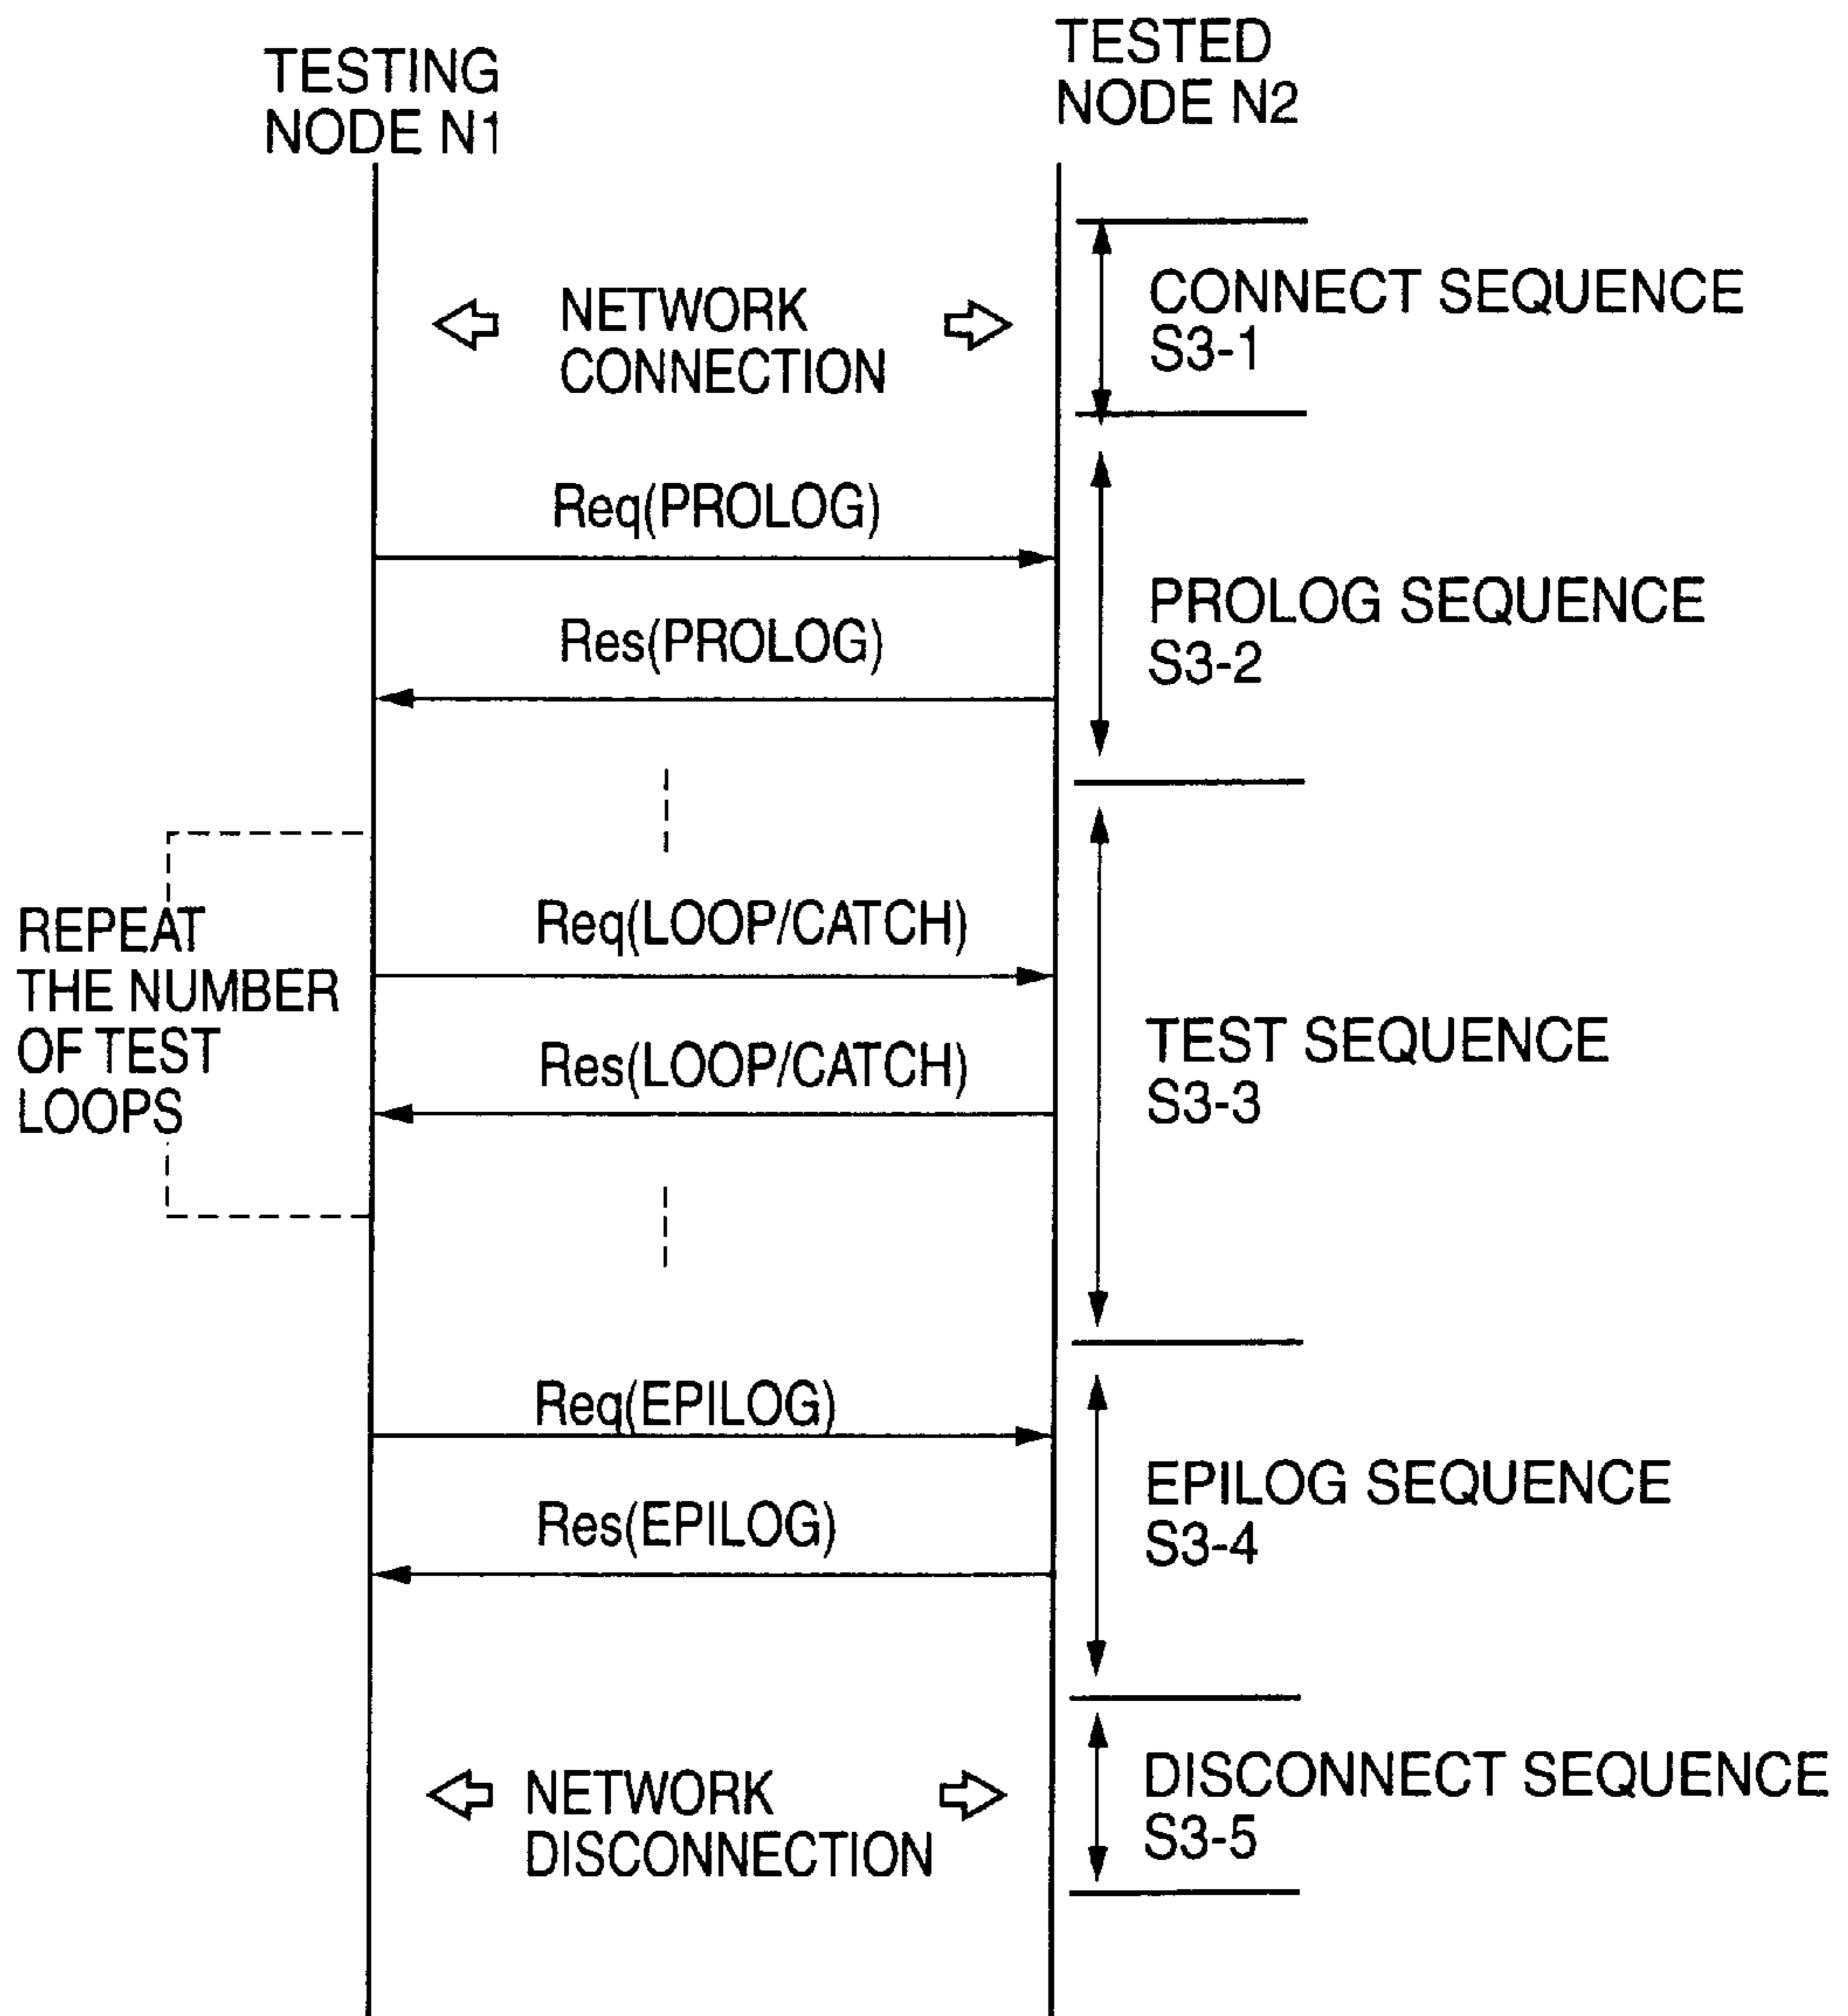 TESTING
NODE N1
TESTED
NODE N2
NETWORK
CONNECTION
CONNECT SEQUENCE
S3-1
Req(PROLOG)
Res(PROLOG)
PROLOG SEQUENCE
S3-2
REPEAT
THE NUMBER
OF TEST
LOOPS
Req(LOOP/CATCH)
Res(LOOP/CATCH)
TEST SEQUENCE
S3-3
Req(EPILOG)
Res(EPILOG)
EPILOG SEQUENCE
S3-4
NETWORK
DISCONNECTION
DISCONNECT SEQUENCE
S3-5